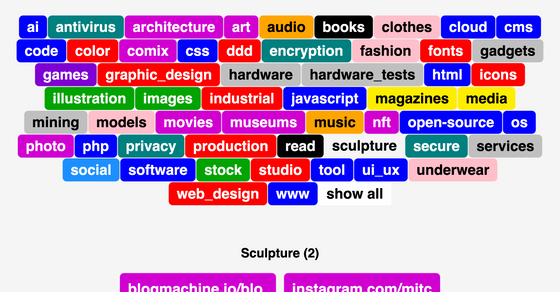 ai antivirus architecture art audio books clothes cloud cms
code color comix css ddd encryption fashion fonts gadgets
games graphic_design hardware hardware_tests html icons
illustration images industrial javascript magazines media
mining models movies museums music nft open-source os
photo php privacy production read sculpture secure services
social software stock studio tool ui_ux underwear
web_design www show all
Sculpture (2)
blogmachine.io/blo instagram.com/mitc